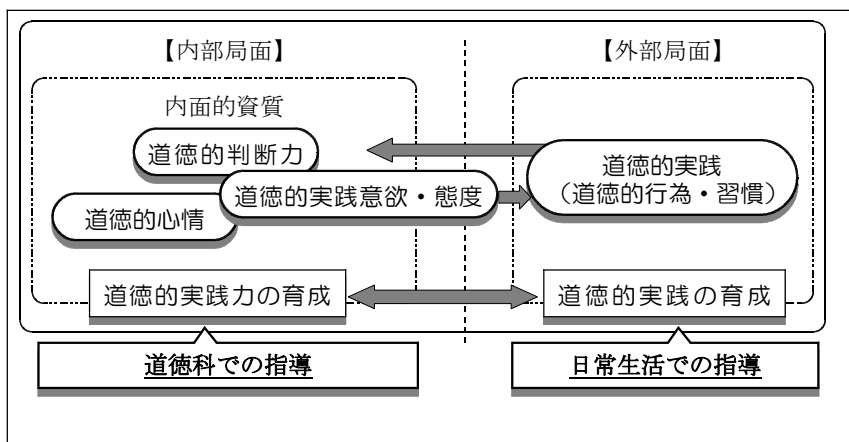 【内部局面】
【外部局面】
内面的資質
道徳的判断力
道徳的実践意欲・態度
道徳的心情
道徳的実践
（道徳的行為・習慣）
道徳的実践力の育成
道徳的実践の育成
道徳科での指導
日常生活での指導